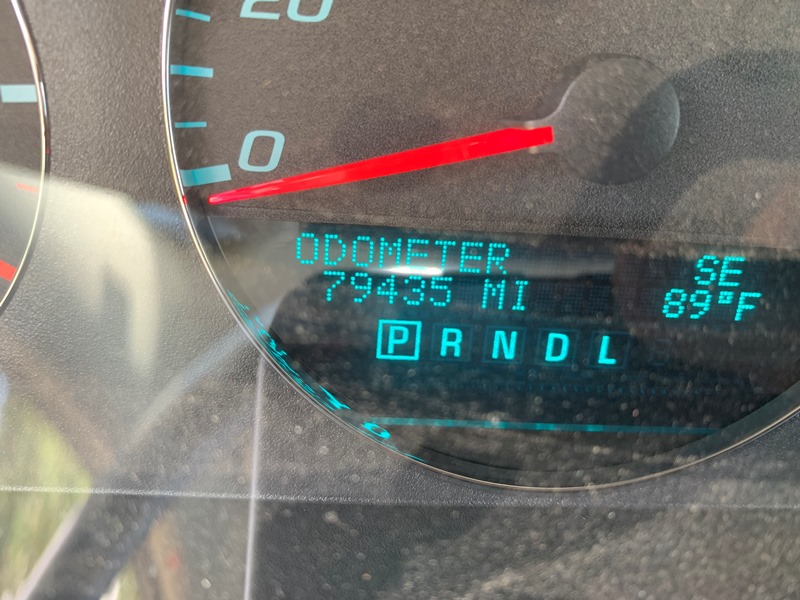 20
0
ODOMETER SE
79435 MI 89°F
P R N D L